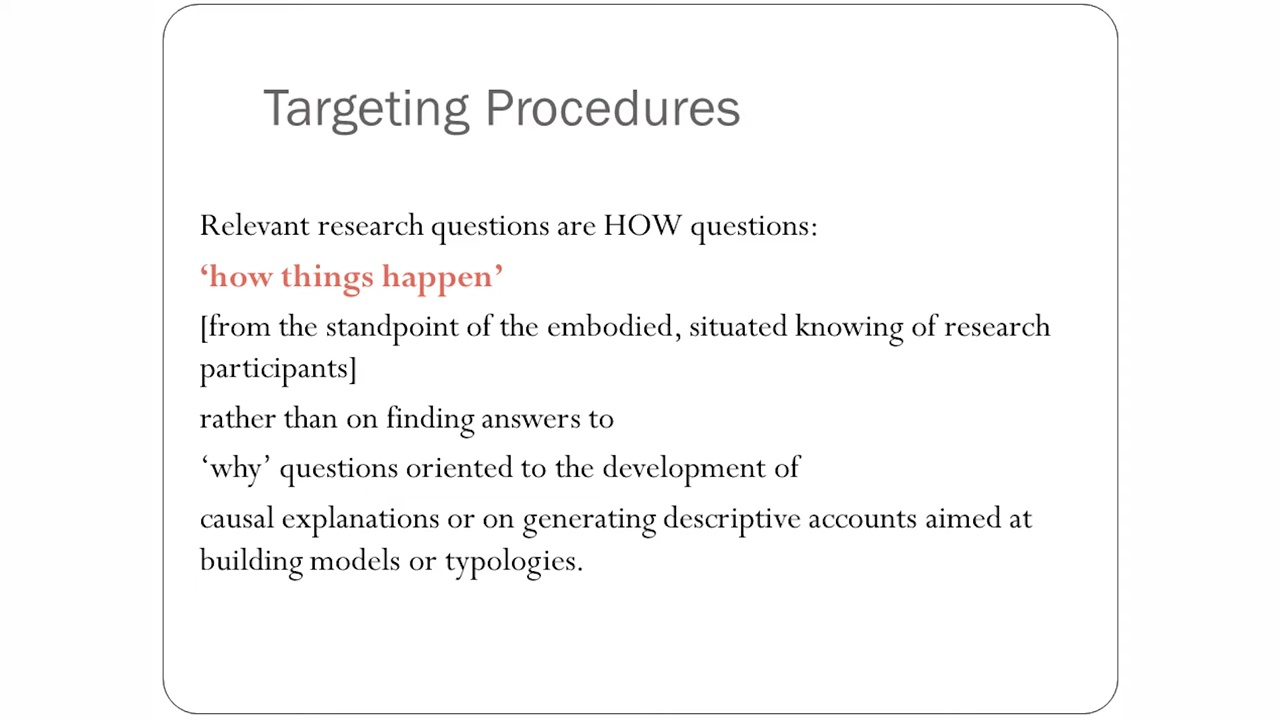 Targeting Procedures
Relevant research questions are HOW questions:
‘how things happen’
[from the standpoint of the embodied, situated knowing of research
participants]
rather than on finding answers to
‘why’ questions oriented to the development of
causal explanations or on generating descriptive accounts aimed at
building models or typologies.